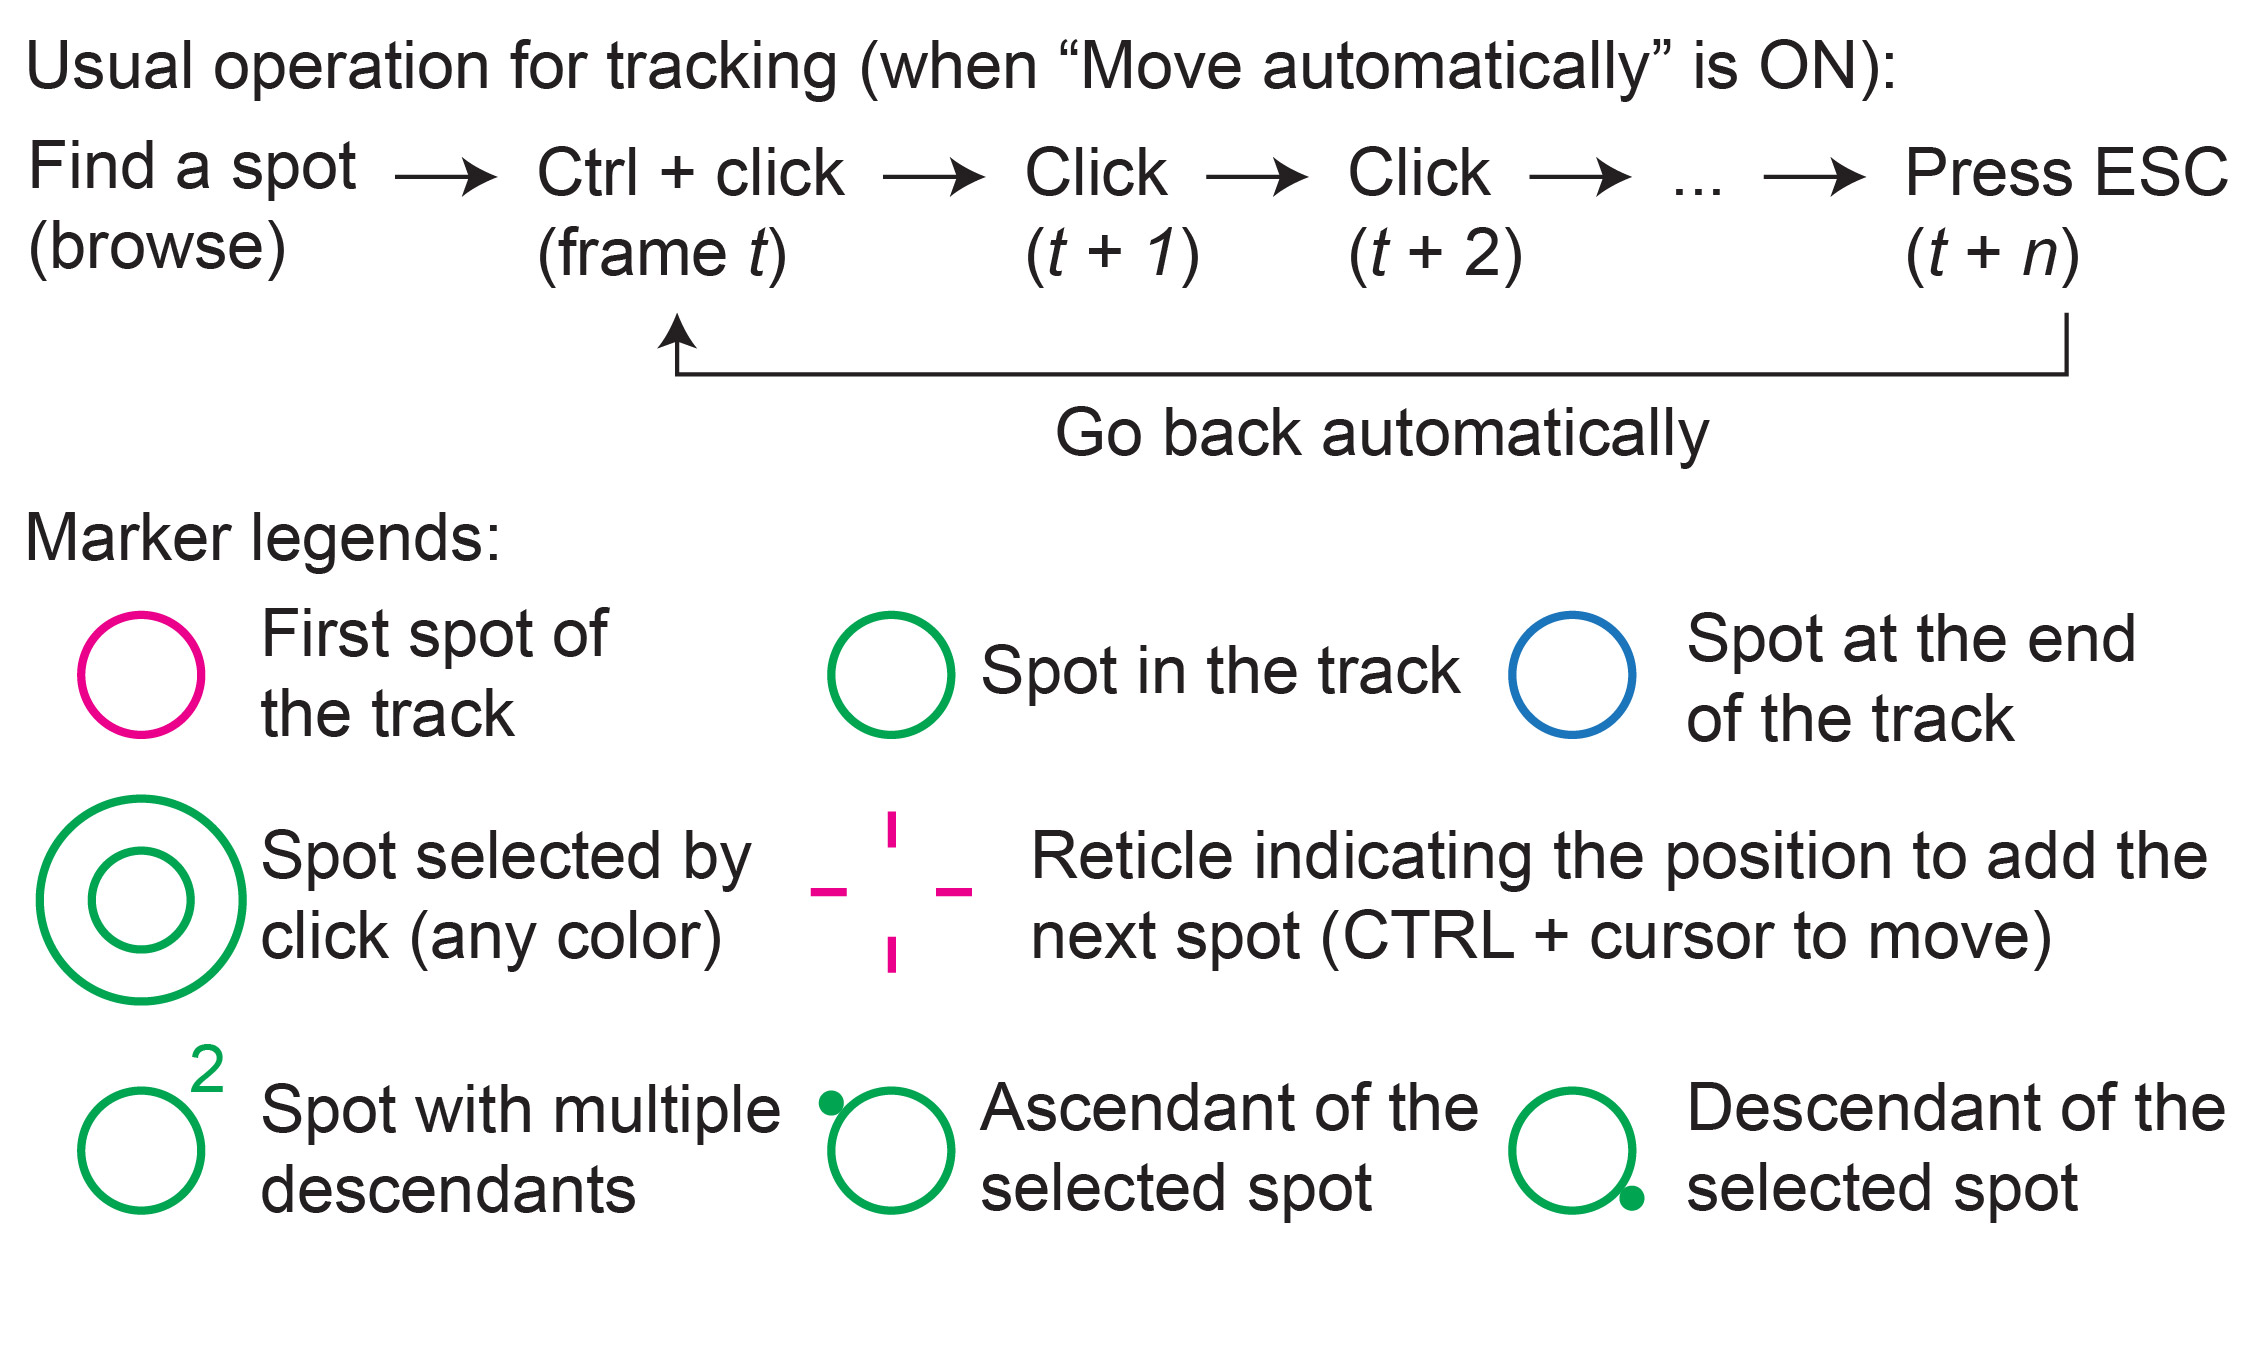 Usual operation for tracking (when “Move automatically” is ON):
Find a spot → Ctrl + click → Click → Click → ... → Press ESC
(browse) (frame t) (t + 1) (t + 2) (t + n)
Go back automatically
Marker legends:
First spot of
the track
Spot in the track
Spot at the end
of the track
Spot selected by
click (any color)
Reticle indicating the position to add the
next spot (CTRL + cursor to move)
2
Spot with multiple
descendants
Ascendant of the
selected spot
Descendant of the
selected spot